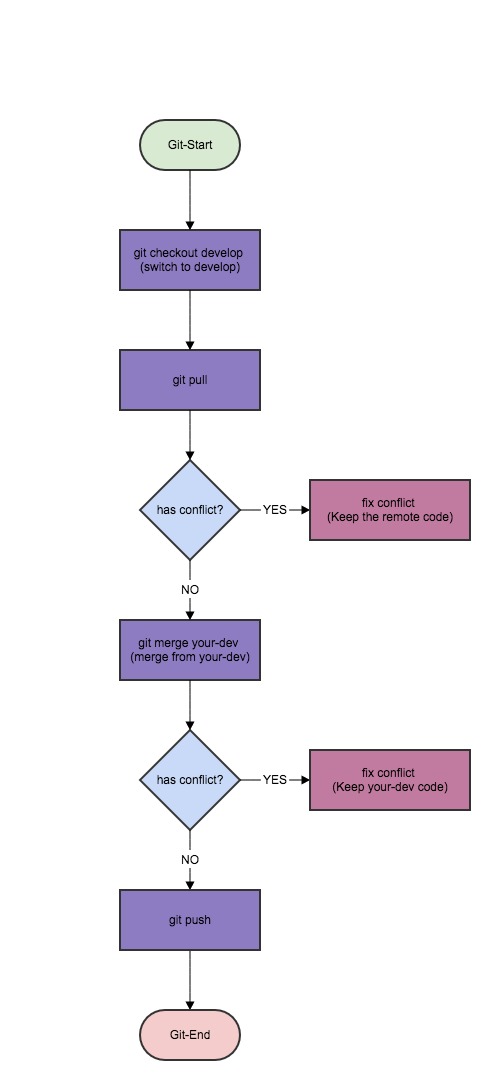 Git-Start
git checkout develop
(switch to develop)
git pull
has conflict?
YES
fix conflict
(Keep the remote code)
NO
git merge your-dev
(merge from your-dev)
has conflict?
YES
fix conflict
(Keep your-dev code)
NO
git push
Git-End